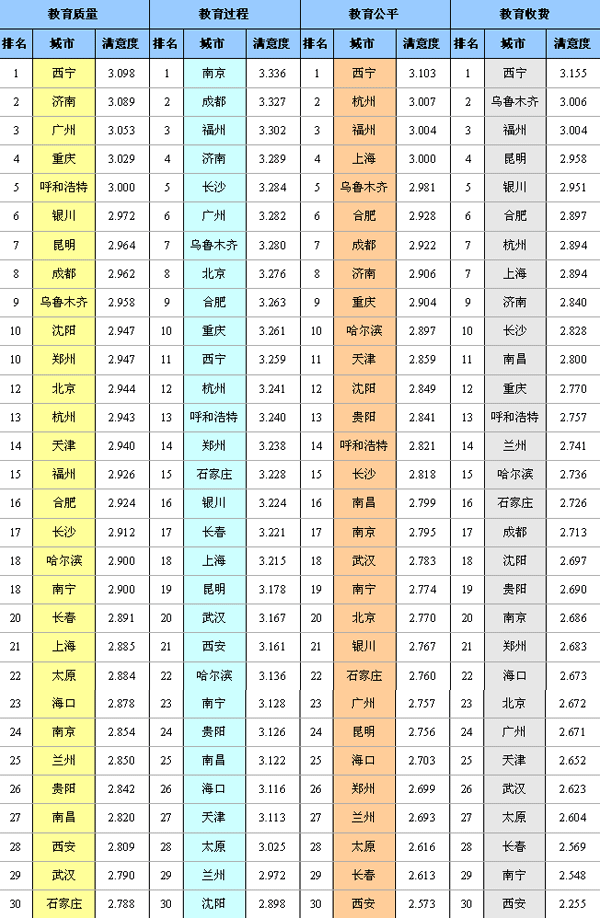 教育质量 教育过程 教育公平 教育收费
排名 城市 满意度 排名 城市 满意度 排名 城市 满意度 排名 城市 满意度
1 西宁 3.098 1 南京 3.336 1 西宁 3.103 1 西宁 3.155
2 济南 3.089 2 成都 3.327 2 杭州 3.007 2 乌鲁木齐 3.006
3 广州 3.053 3 福州 3.302 3 福州 3.004 3 福州 3.004
4 重庆 3.029 4 济南 3.289 4 上海 3.000 4 昆明 2.958
5 呼和浩特 3.000 5 长沙 3.284 5 乌鲁木齐 2.981 5 银川 2.951
6 银川 2.972 6 广州 3.282 6 合肥 2.928 6 合肥 2.897
7 昆明 2.964 7 乌鲁木齐 3.280 7 成都 2.922 7 杭州 2.894
8 成都 2.962 8 北京 3.276 8 济南 2.906 8 上海 2.894
9 乌鲁木齐 2.958 9 合肥 3.263 9 重庆 2.904 9 济南 2.840
10 沈阳 2.947 10 重庆 3.261 10 哈尔滨 2.897 10 长沙 2.828
10 郑州 2.947 11 西宁 3.259 11 天津 2.859 11 南昌 2.800
12 北京 2.944 12 杭州 3.241 12 沈阳 2.849 12 重庆 2.770
13 杭州 2.943 13 呼和浩特 3.240 13 贵阳 2.841 13 呼和浩特 2.757
14 天津 2.940 14 郑州 3.238 14 呼和浩特 2.821 14 兰州 2.741
15 福州 2.926 15 石家庄 3.228 15 长沙 2.818 15 哈尔滨 2.736
16 合肥 2.924 16 银川 3.224 16 南昌 2.799 16 石家庄 2.726
17 长沙 2.912 17 长春 3.221 17 南京 2.795 17 成都 2.713
18 哈尔滨 2.900 18 上海 3.215 18 武汉 2.783 18 沈阳 2.697
18 南宁 2.900 19 昆明 3.178 19 南宁 2.774 19 贵阳 2.690
20 长春 2.891 20 武汉 3.167 20 北京 2.770 20 南京 2.686
21 上海 2.885 21 西安 3.161 21 银川 2.767 21 郑州 2.683
22 太原 2.884 22 哈尔滨 3.136 22 石家庄 2.760 22 海口 2.673
23 海口 2.878 23 南宁 3.128 23 广州 2.757 23 北京 2.672
24 南京 2.854 24 贵阳 3.126 24 昆明 2.756 24 广州 2.671
25 兰州 2.850 25 南昌 3.122 25 海口 2.703 25 天津 2.652
26 贵阳 2.842 26 海口 3.116 26 郑州 2.699 26 武汉 2.623
27 南昌 2.820 27 天津 3.113 27 兰州 2.693 27 太原 2.604
28 西安 2.809 28 太原 3.025 28 太原 2.616 28 长春 2.569
29 武汉 2.790 29 兰州 2.972 29 长春 2.613 29 南宁 2.548
30 石家庄 2.788 30 沈阳 2.898 30 西安 2.573 30 西安 2.255